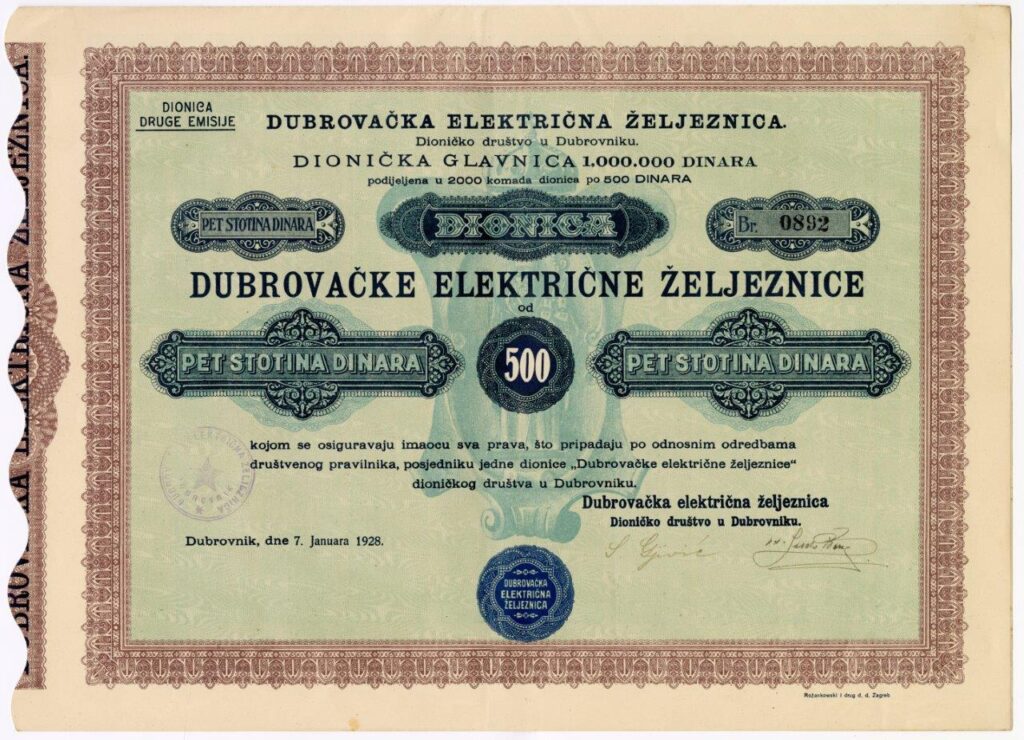 DIONICA
DRUGE EMISIJE
DUBROVAČKA ELEKTRIČNA ŽELJEZNICA.
Dioničko društvo u Dubrovniku.
DIONIČKA GLAVNICA 1.000.000 DINARA
podijeljena u 2000 komada dionica po 500 DINARA
PET STOTINA DINARA
DIONICA
Br. 0892
DUBROVAČKE ELEKTRIČNE ŽELJEZNICE
od
PET STOTINA DINARA
500
PET STOTINA DINARA
kojom se osiguravaju imaocu sva prava, što pripadaju po odnosnim odredbama
društvenog pravilnika, posjedniku jedne dionice „Dubrovačke električne željeznice“
dioničkog društva u Dubrovniku.
Dubrovačka električna željeznica
Dioničko društvo u Dubrovniku.
Dubrovnik, dne 7. Januara 1928.
DUBROVAČKA
ELEKTRIČNA
ŽELJEZNICA
Rožankowski i drug d. d. Zagreb